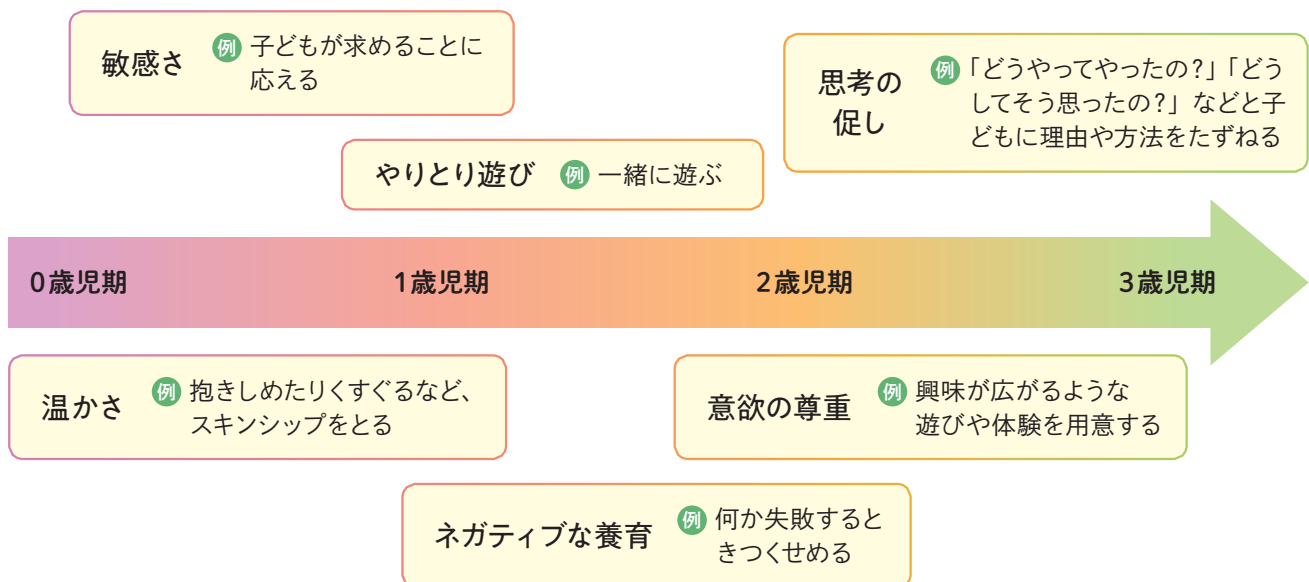 敏感さ 例 子どもが求めることに
応える
思考の
促し
例 「どうやってやったの?」「どう
してそう思ったの?」などと子
どもに理由や方法をたずねる
やりとり遊び 例 一緒に遊ぶ
0歳児期 1歳児期 2歳児期 3歳児期
温かさ 例 抱きしめたりくすぐるなど、
スキンシップをとる
意欲の尊重 例 興味が広がるような
遊びや体験を用意する
ネガティブな養育 例 何か失敗すると
きつくせめる